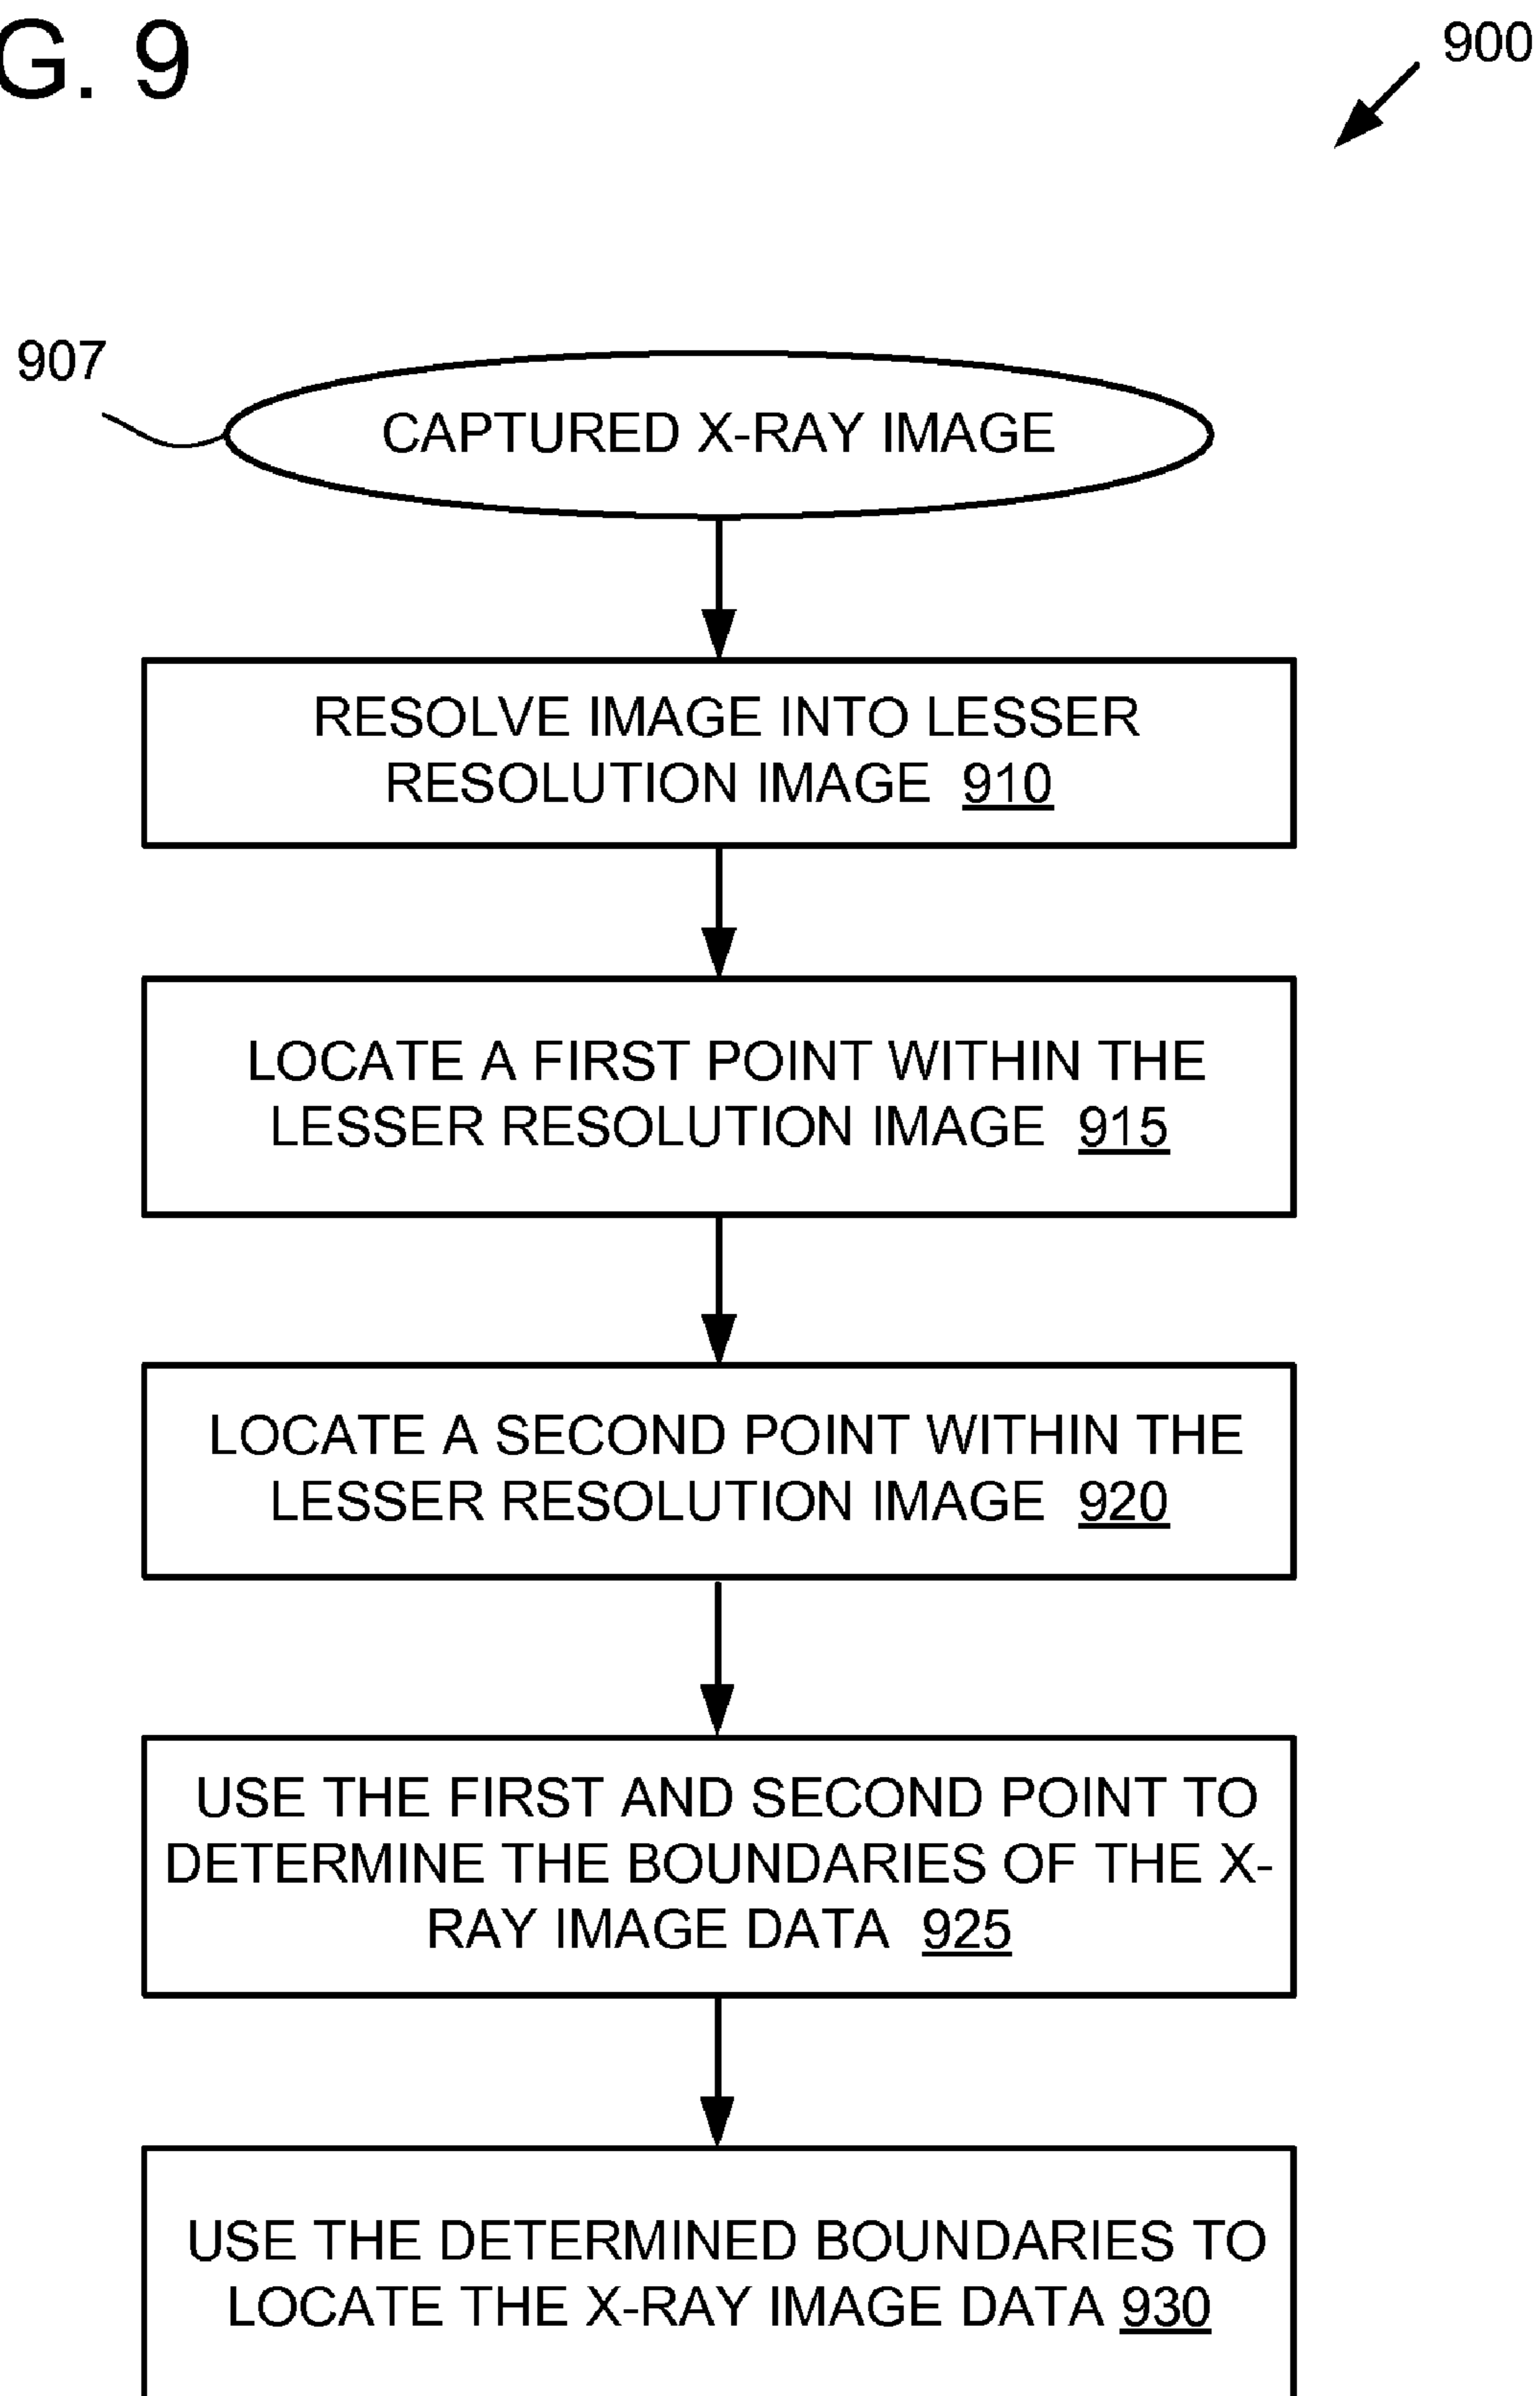 G. 9
900
907
CAPTURED X-RAY IMAGE
RESOLVE IMAGE INTO LESSER
RESOLUTION IMAGE 910
LOCATE A FIRST POINT WITHIN THE
LESSER RESOLUTION IMAGE 915
LOCATE A SECOND POINT WITHIN THE
LESSER RESOLUTION IMAGE 920
USE THE FIRST AND SECOND POINT TO
DETERMINE THE BOUNDARIES OF THE X-
RAY IMAGE DATA 925
USE THE DETERMINED BOUNDARIES TO
LOCATE THE X-RAY IMAGE DATA 930